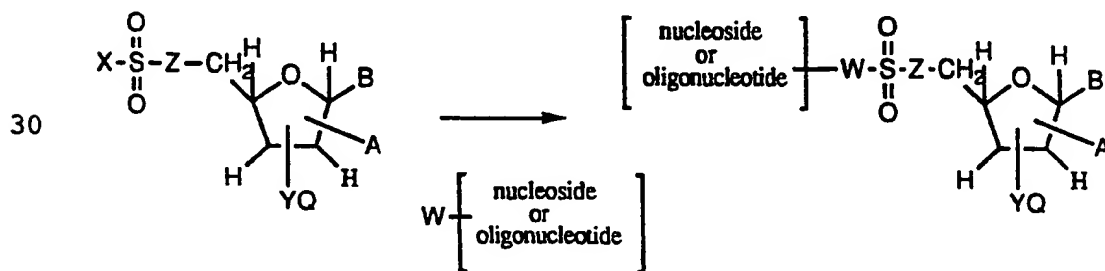 O
X-S-Z-CH2
O
H
O
H
B
A
H
H
YQ
30
W
nucleoside
or
oligonucleotide
nucleoside
or
oligonucleotide
W-S-Z-CH2
O
O
H
O
H
B
A
H
H
YQ